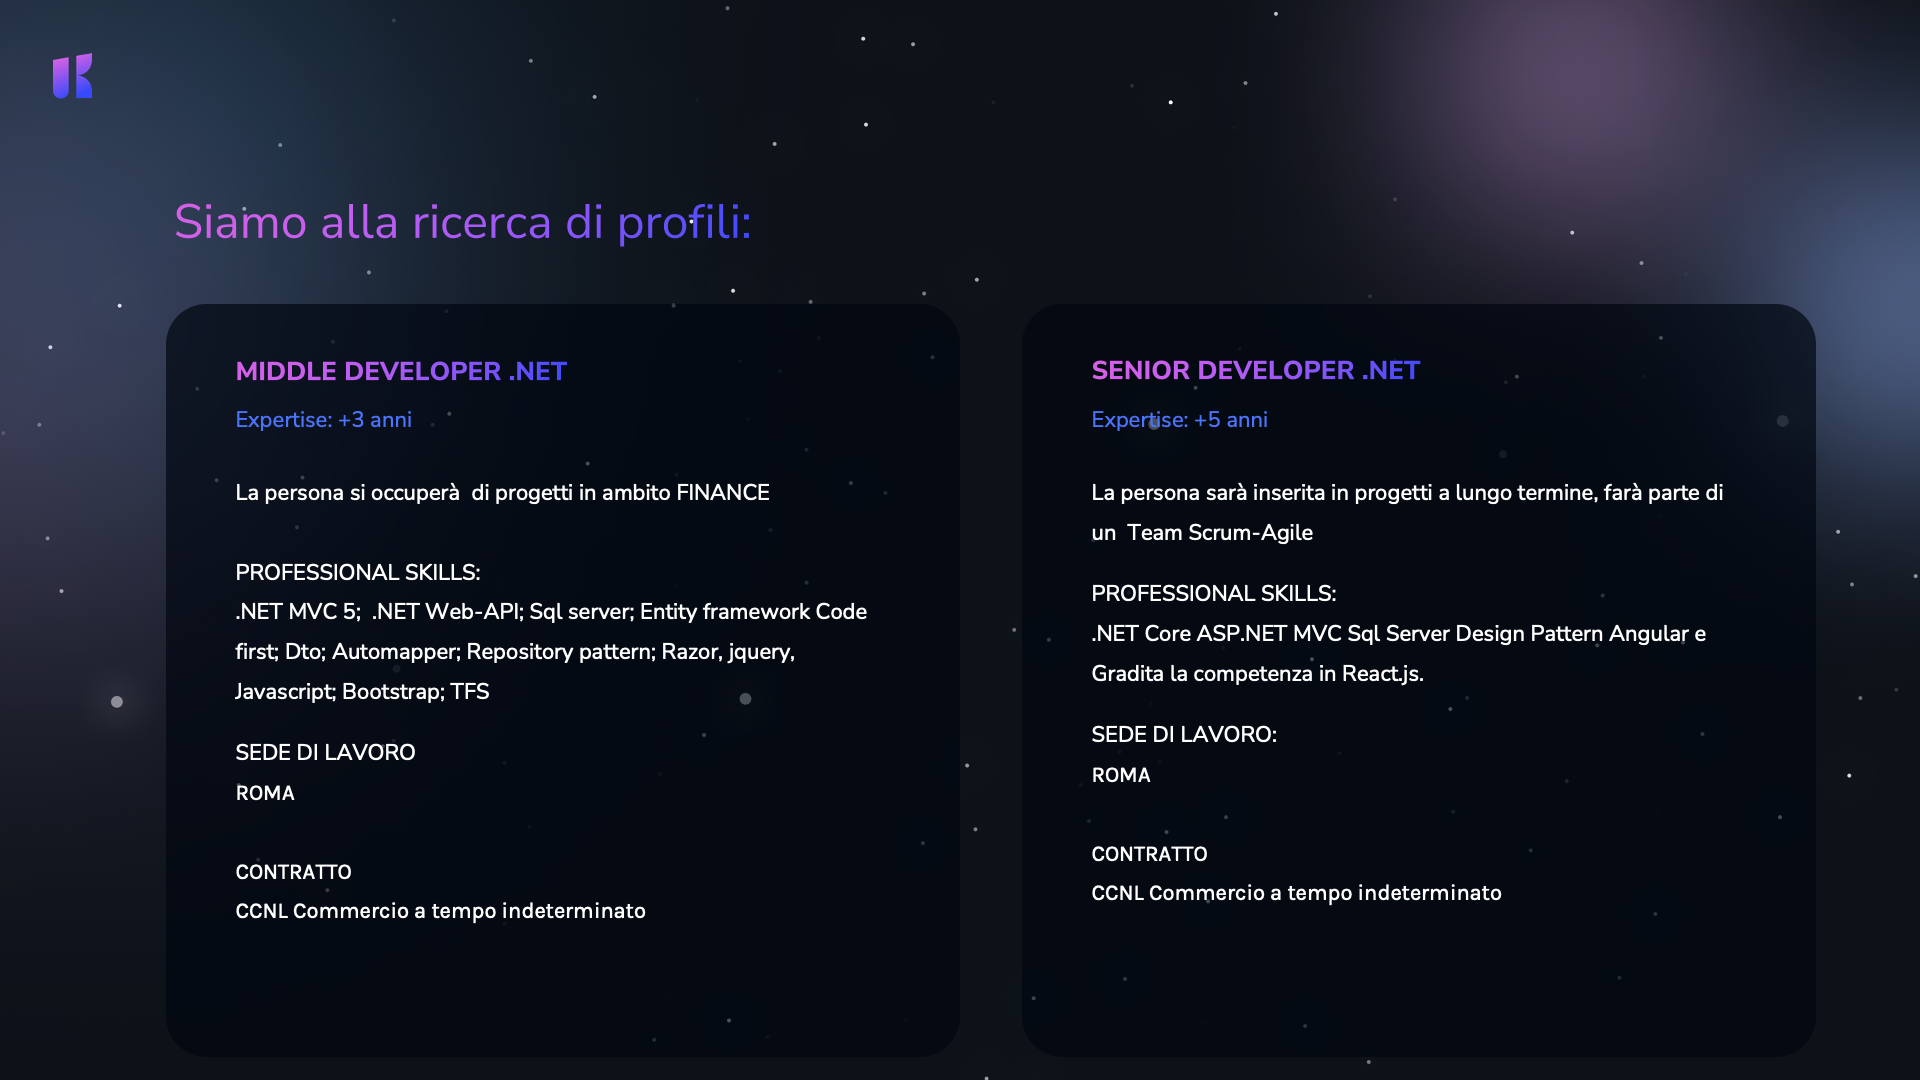 Siamo alla ricerca di profili:
MIDDLE DEVELOPER .NET
Expertise: +3 anni
La persona si occuperà  di progetti in ambito FINANCE
PROFESSIONAL SKILLS:
.NET MVC 5;  .NET Web-API; Sql server; Entity framework Code
first; Dto; Automapper; Repository pattern; Razor, jquery,
Javascript; Bootstrap; TFS
SEDE DI LAVORO
ROMA
CONTRATTO
CCNL Commercio a tempo indeterminato
SENIOR DEVELOPER .NET
Expertise: +5 anni
La persona sarà inserita in progetti a lungo termine, farà parte di
un  Team Scrum-Agile
PROFESSIONAL SKILLS:
.NET Core ASP.NET MVC Sql Server Design Pattern Angular e
Gradita la competenza in React.js.
SEDE DI LAVORO:
ROMA
CONTRATTO
CCNL Commercio a tempo indeterminato